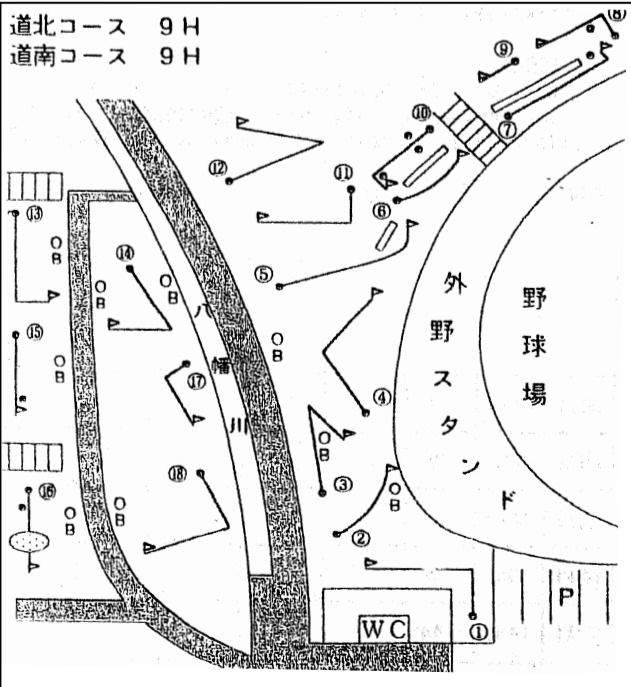 道北コース 9H
道南コース 9H
⑧
⑨
⑦
⑩
⑫
⑪
⑥
⑬
OB
⑭
OB
OB
⑤
外野スタンド
野球場
八幡川
⑮
OB
OB
⑰
④
OB
⑱
③
⑯
OB
OB
②
OB
P
WC
①